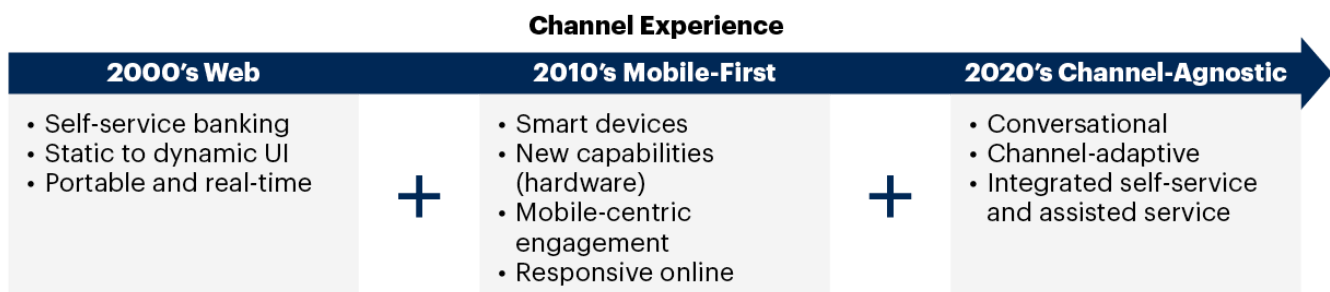 Channel Experience
2000's Web
2010's Mobile-First
2020's Channel-Agnostic
• Self-service banking
• Static to dynamic UI
• Portable and real-time
+
• Smart devices
• New capabilities
(hardware)
• Mobile-centric
engagement
• Responsive online
+
• Conversational
• Channel-adaptive
• Integrated self-service
and assisted service